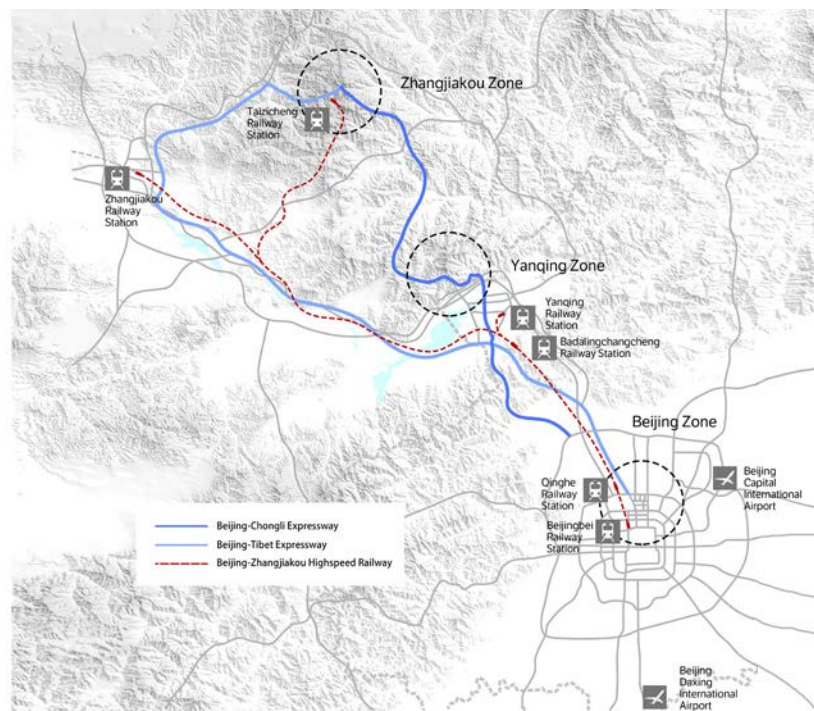 Zhangjiakou Zone
Taizicheng
Railway
Station
Zhangjiakou
Railway
Station
Yanqing Zone
Yanqing
Railway
Station
Badalingchangcheng
Railway Station
Beijing Zone
Beijing
Capital
International
Airport
Qinghe
Railway
Station
Beijingbei
Railway
Station
Beijing-Chongli Expressway
Beijing-Tibet Expressway
Beijing-Zhangjiakou Highspeed Railway
Beijing
Daxing
International
Airport